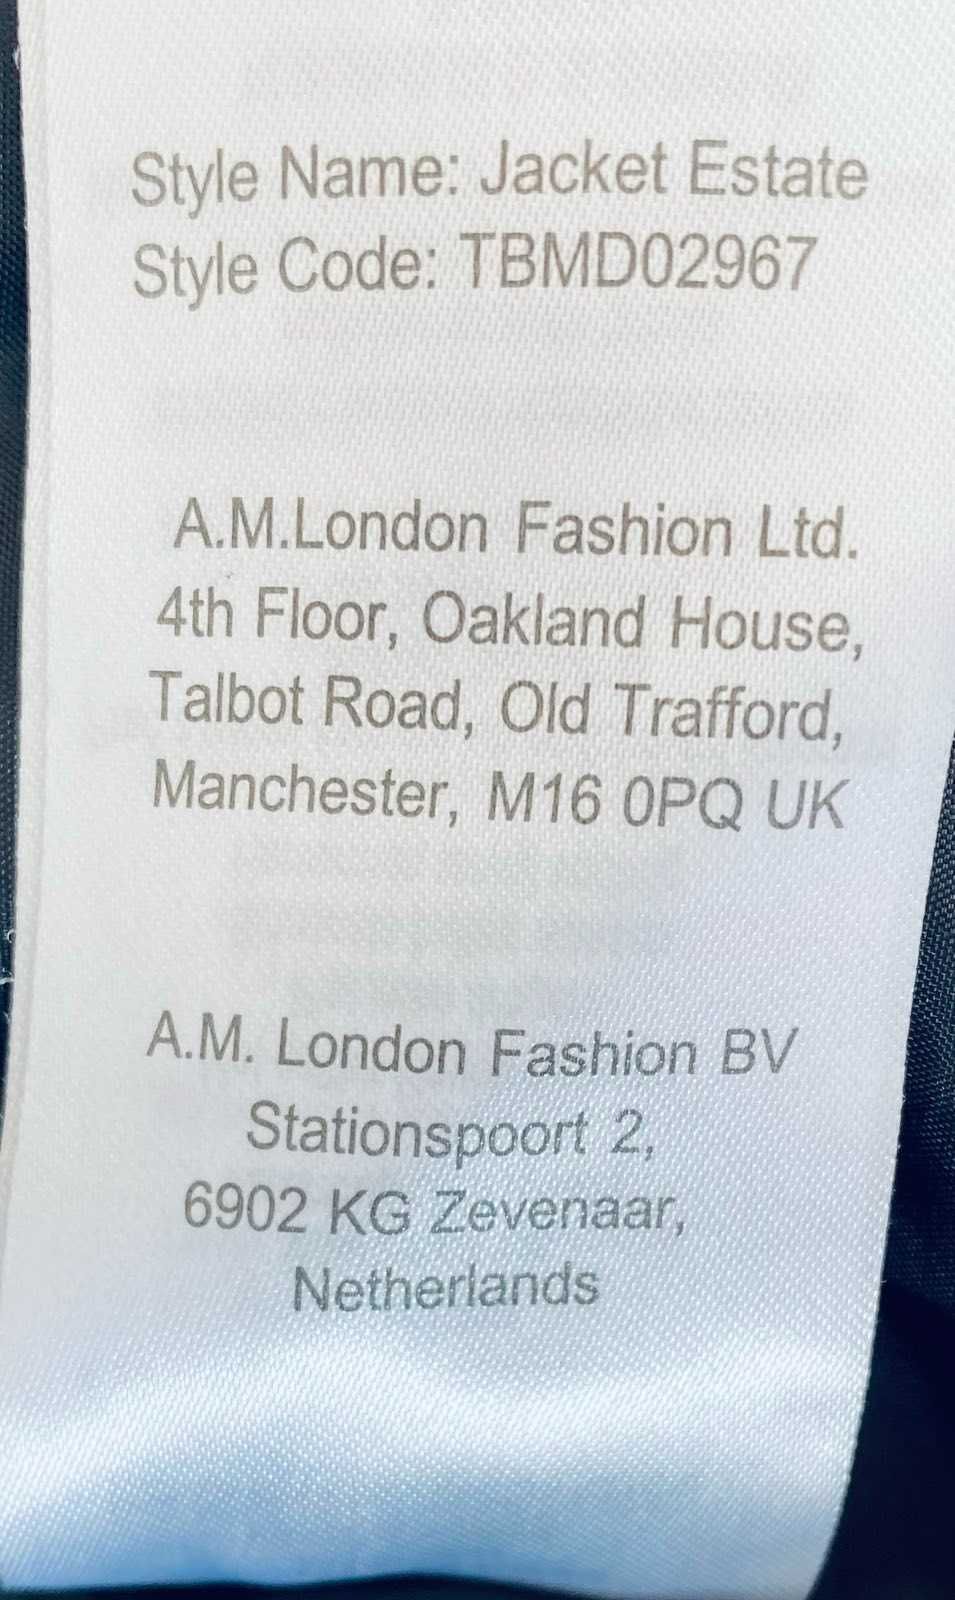 Style Name: Jacket Estate
Style Code: TBMD02967
A.M.London Fashion Ltd.
4th Floor, Oakland House,
Talbot Road, Old Trafford,
Manchester, M16 0PQ UK
A.M. London Fashion BV
Stationspoort 2,
6902 KG Zevenaar,
Netherlands